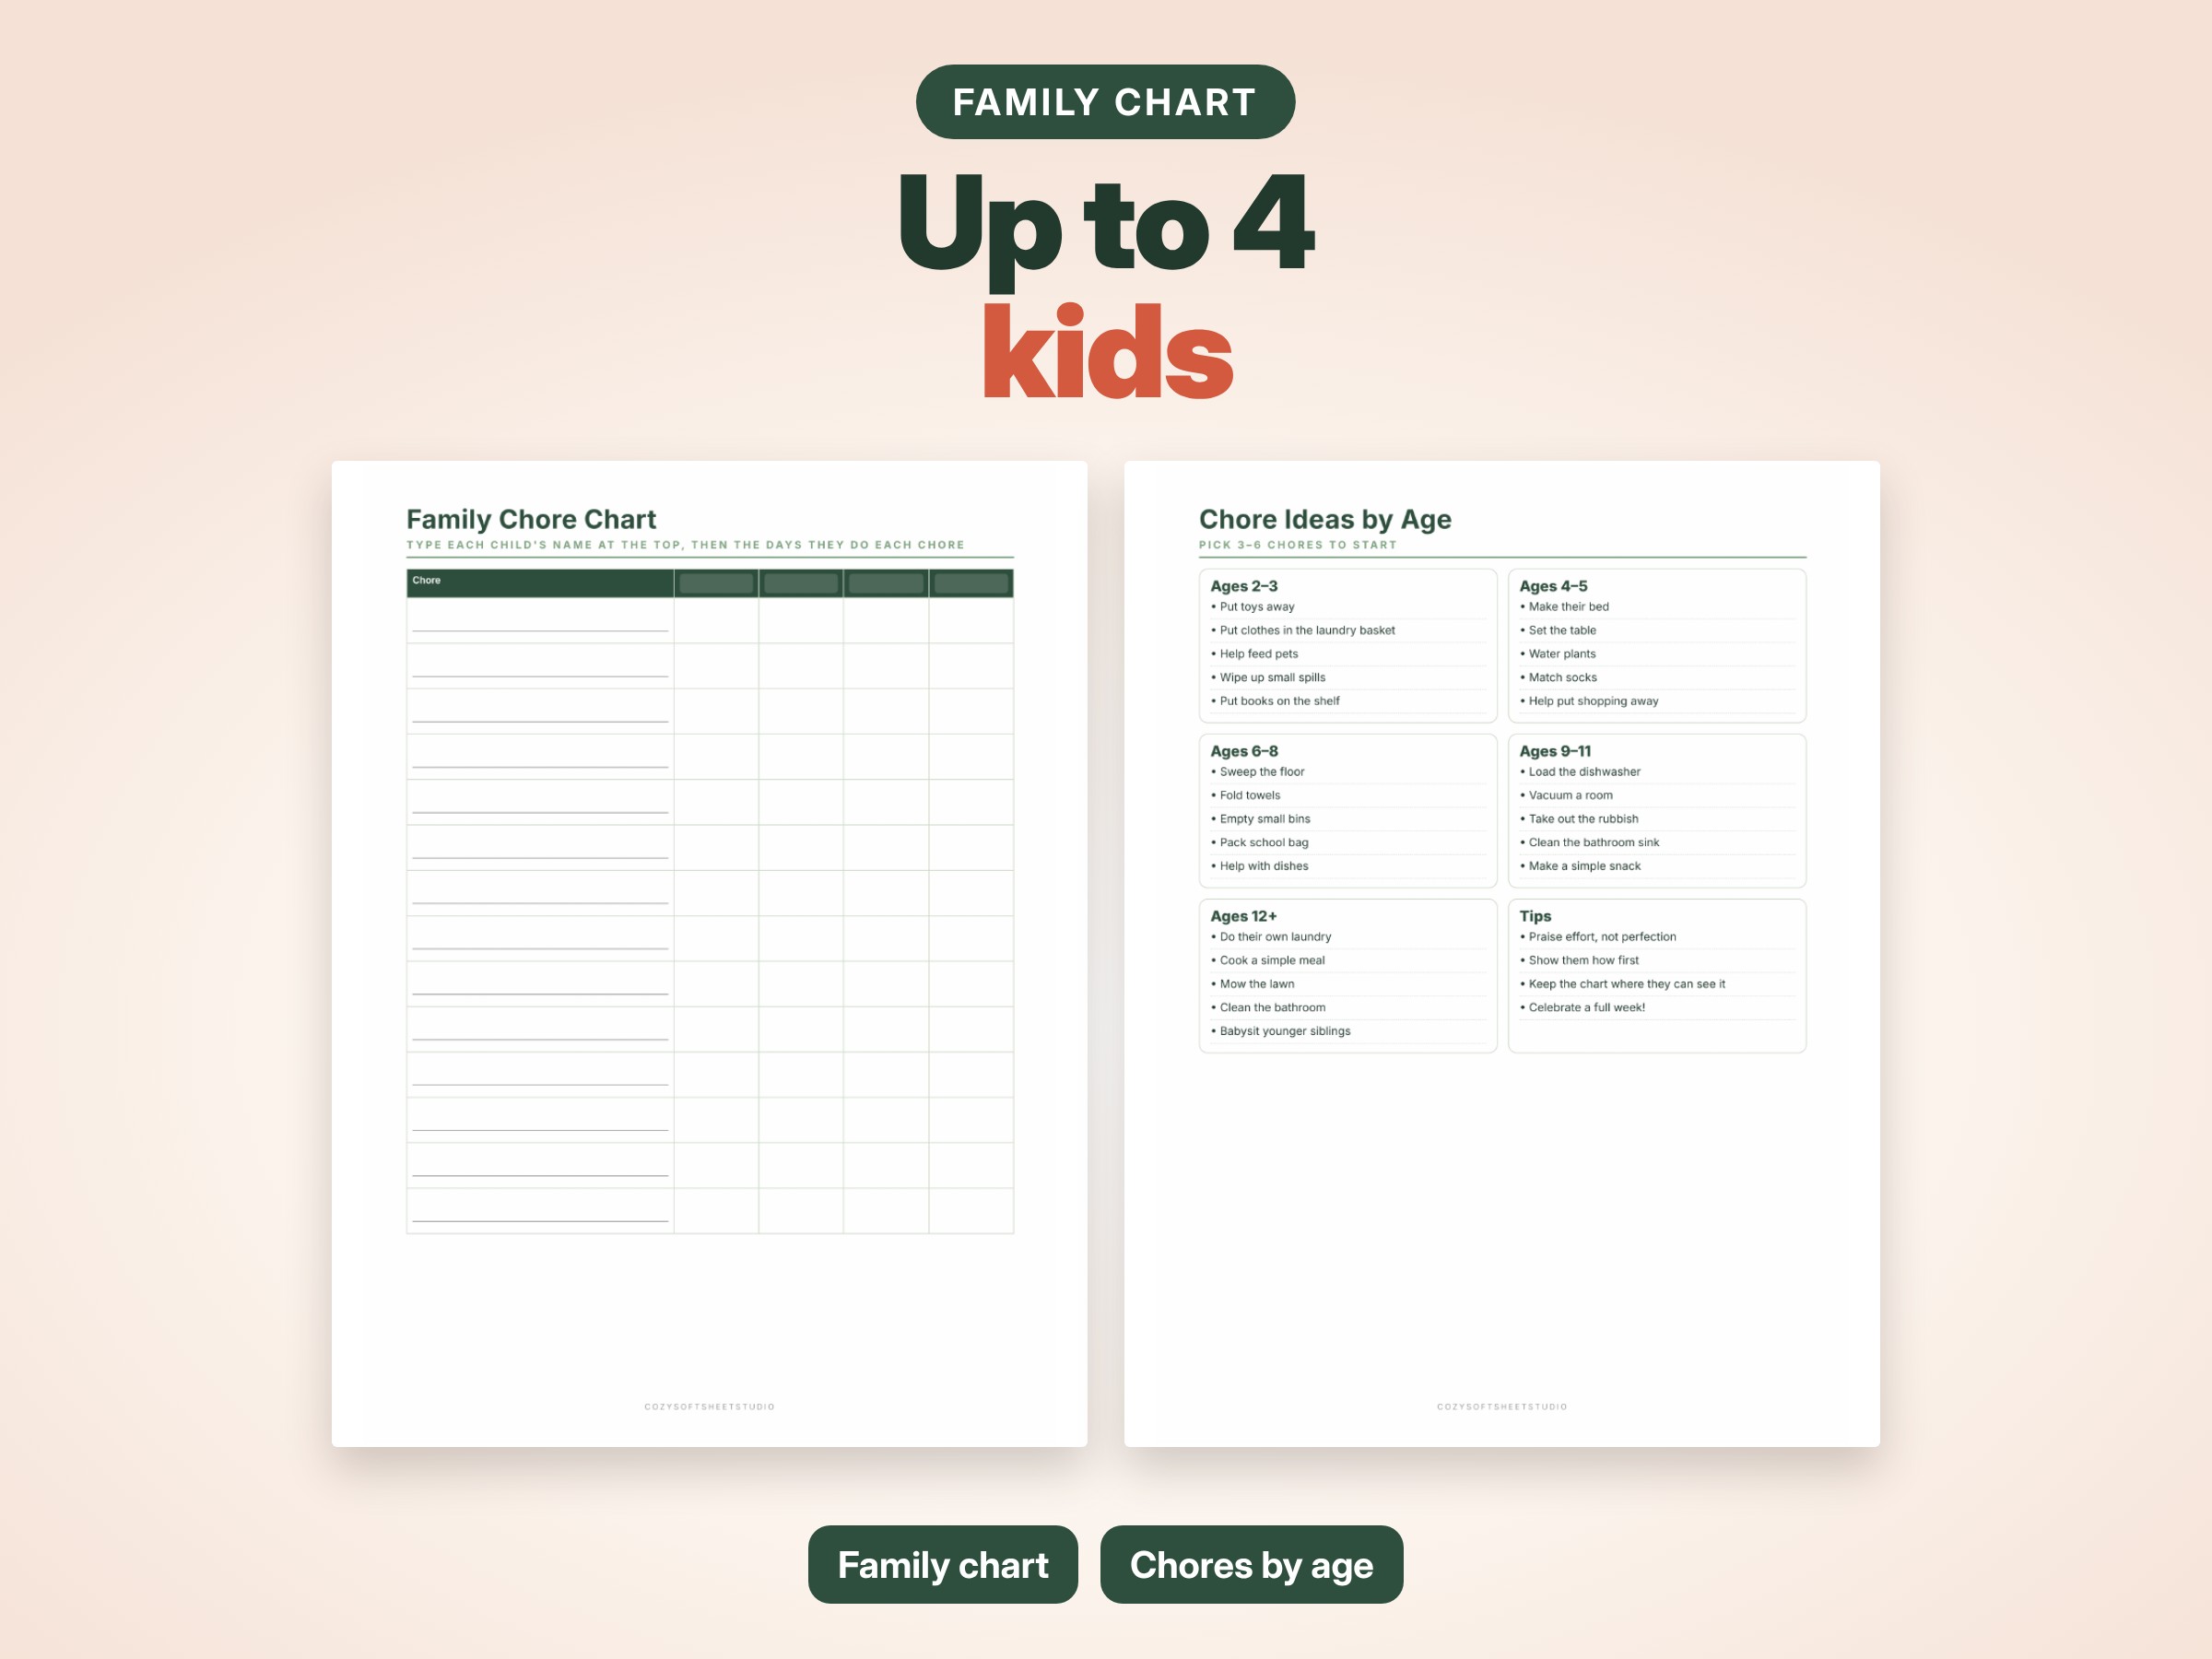 FAMILY CHART
Up to 4
kids
Family Chore Chart
TYPE EACH CHILD'S NAME AT THE TOP, THEN THE DAYS THEY DO EACH CHORE
Chore
COZYSOFTSHEETSTUDIO
Chore Ideas by Age
PICK 3–6 CHORES TO START
Ages 2–3
• Put toys away
• Put clothes in the laundry basket
• Help feed pets
• Wipe up small spills
• Put books on the shelf
Ages 4–5
• Make their bed
• Set the table
• Water plants
• Match socks
• Help put shopping away
Ages 6–8
• Sweep the floor
• Fold towels
• Empty small bins
• Pack school bag
• Help with dishes
Ages 9–11
• Load the dishwasher
• Vacuum a room
• Take out the rubbish
• Clean the bathroom sink
• Make a simple snack
Ages 12+
• Do their own laundry
• Cook a simple meal
• Mow the lawn
• Clean the bathroom
• Babysit younger siblings
Tips
• Praise effort, not perfection
• Show them how first
• Keep the chart where they can see it
• Celebrate a full week!
COZYSOFTSHEETSTUDIO
Family chart
Chores by age